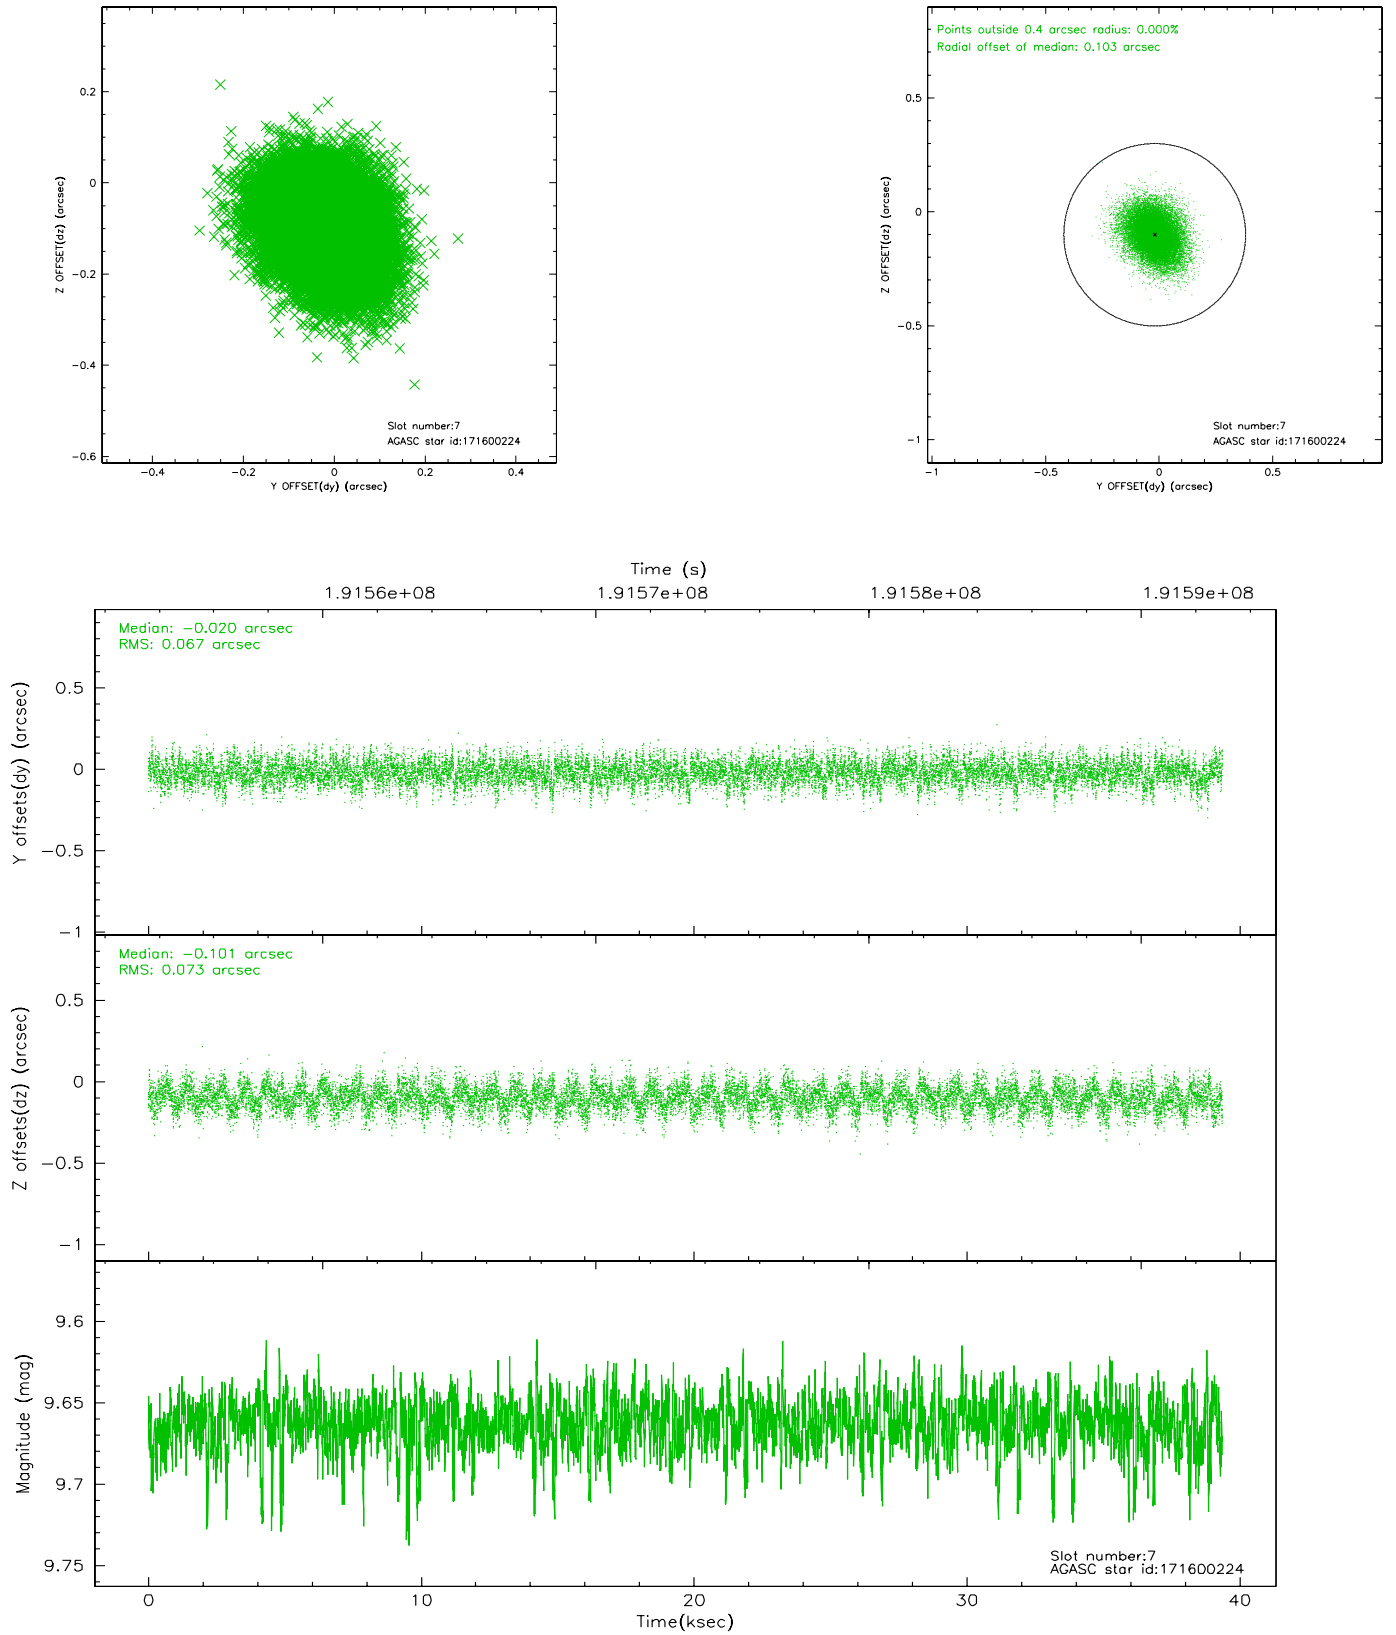 0.2
0
-0.2
-0.4
-0.6
Z OFFSET(dz) (arcsec)
Slot number:7
AGASC star id:171600224
-0.4 -0.2 0 0.2 0.4
Y OFFSET(dy) (arcsec)
Points outside 0.4 arcsec radius: 0.000%
Radial offset of median: 0.103 arcsec
0.5
0
-0.5
-1
Z OFFSET(dz) (arcsec)
Slot number:7
AGASC star id:171600224
-1 -0.5 0 0.5
Y OFFSET(dy) (arcsec)
Time (s)
1.9156e+08 1.9157e+08 1.9158e+08 1.9159e+08
Median: -0.020 arcsec
RMS: 0.067 arcsec
0.5
0
-0.5
-1
Y offsets(dy) (arcsec)
Median: -0.101 arcsec
RMS: 0.073 arcsec
0.5
0
-0.5
-1
Z offsets(dz) (arcsec)
9.6
9.65
9.7
9.75
Magnitude (mag)
Slot number:7
AGASC star id:171600224
0 10 20 30 40
Time(ksec)